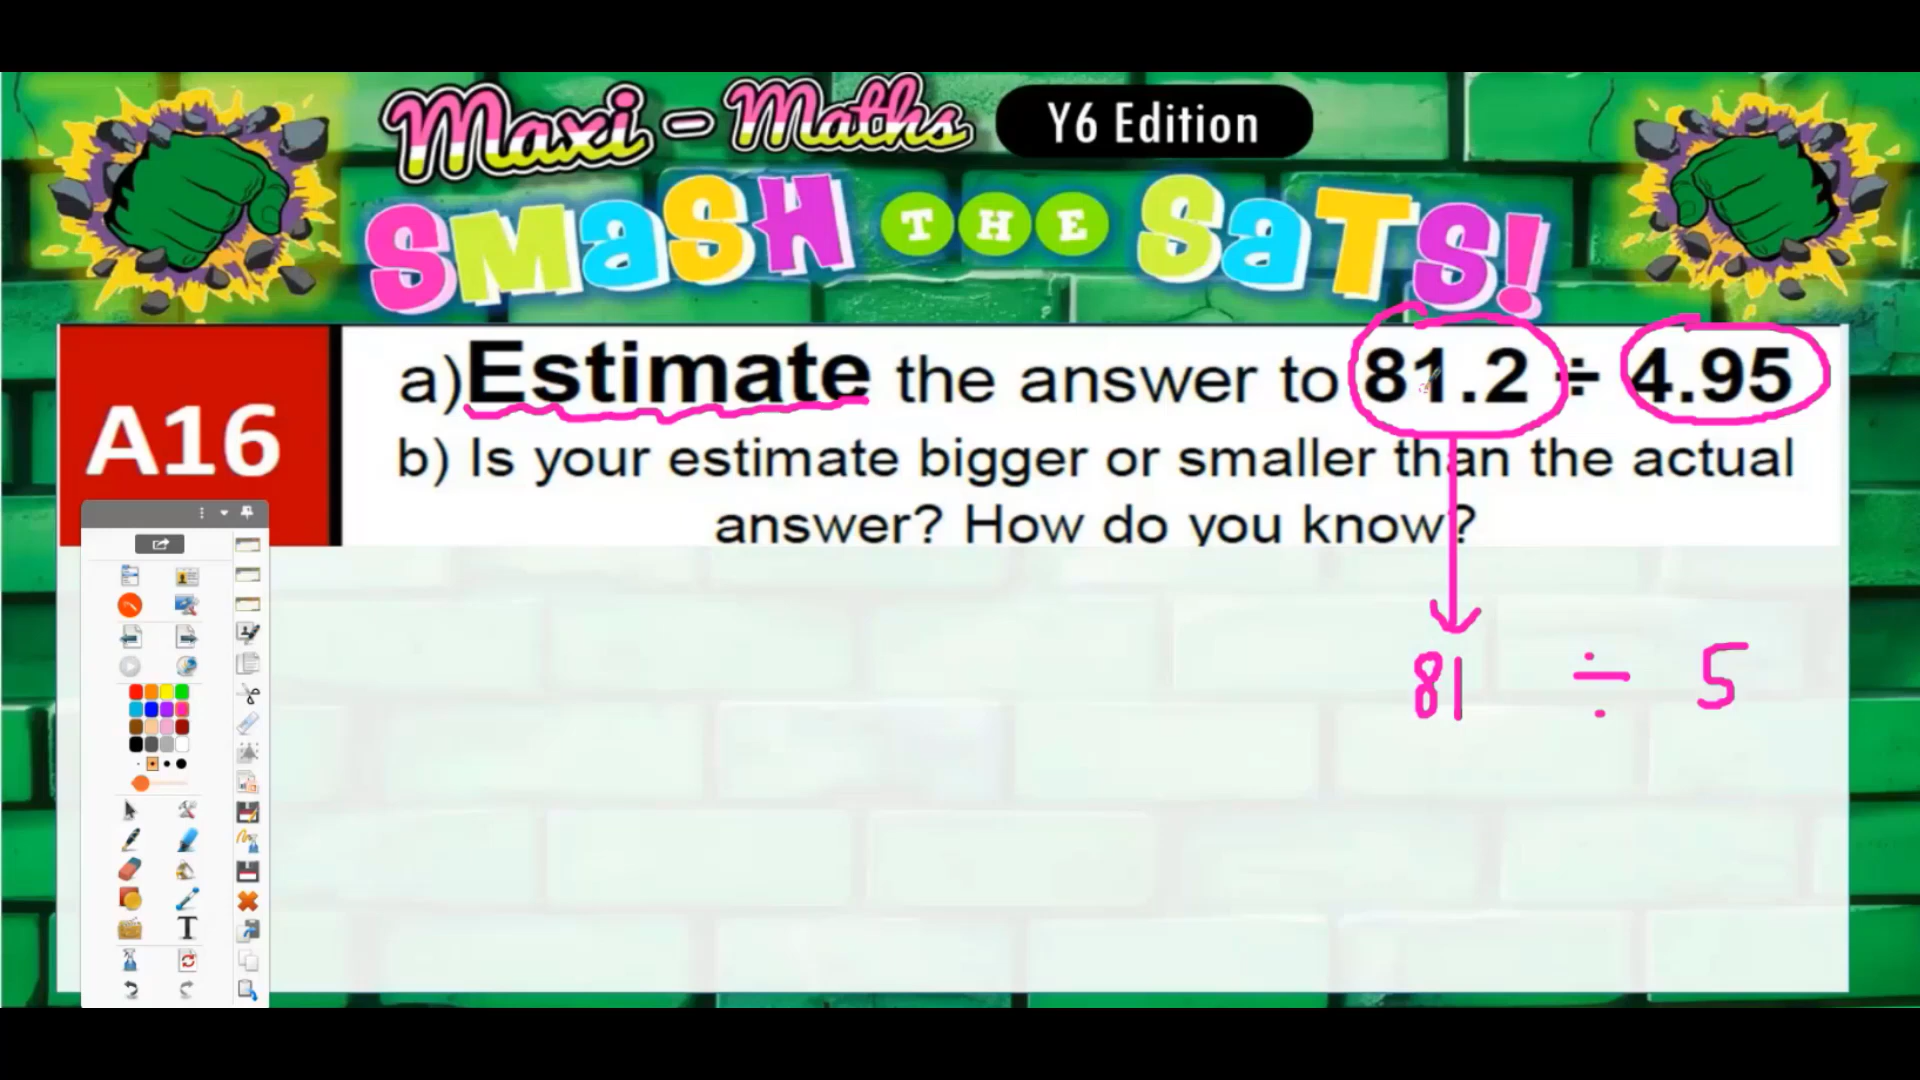 Maxi - Maths Y6 Edition
SMaSH THE SaTS!
A16
a)Estimate the answer to 81.2 ÷ 4.95
b) Is your estimate bigger or smaller than the actual
answer? How do you know?
81 ÷ 5
T